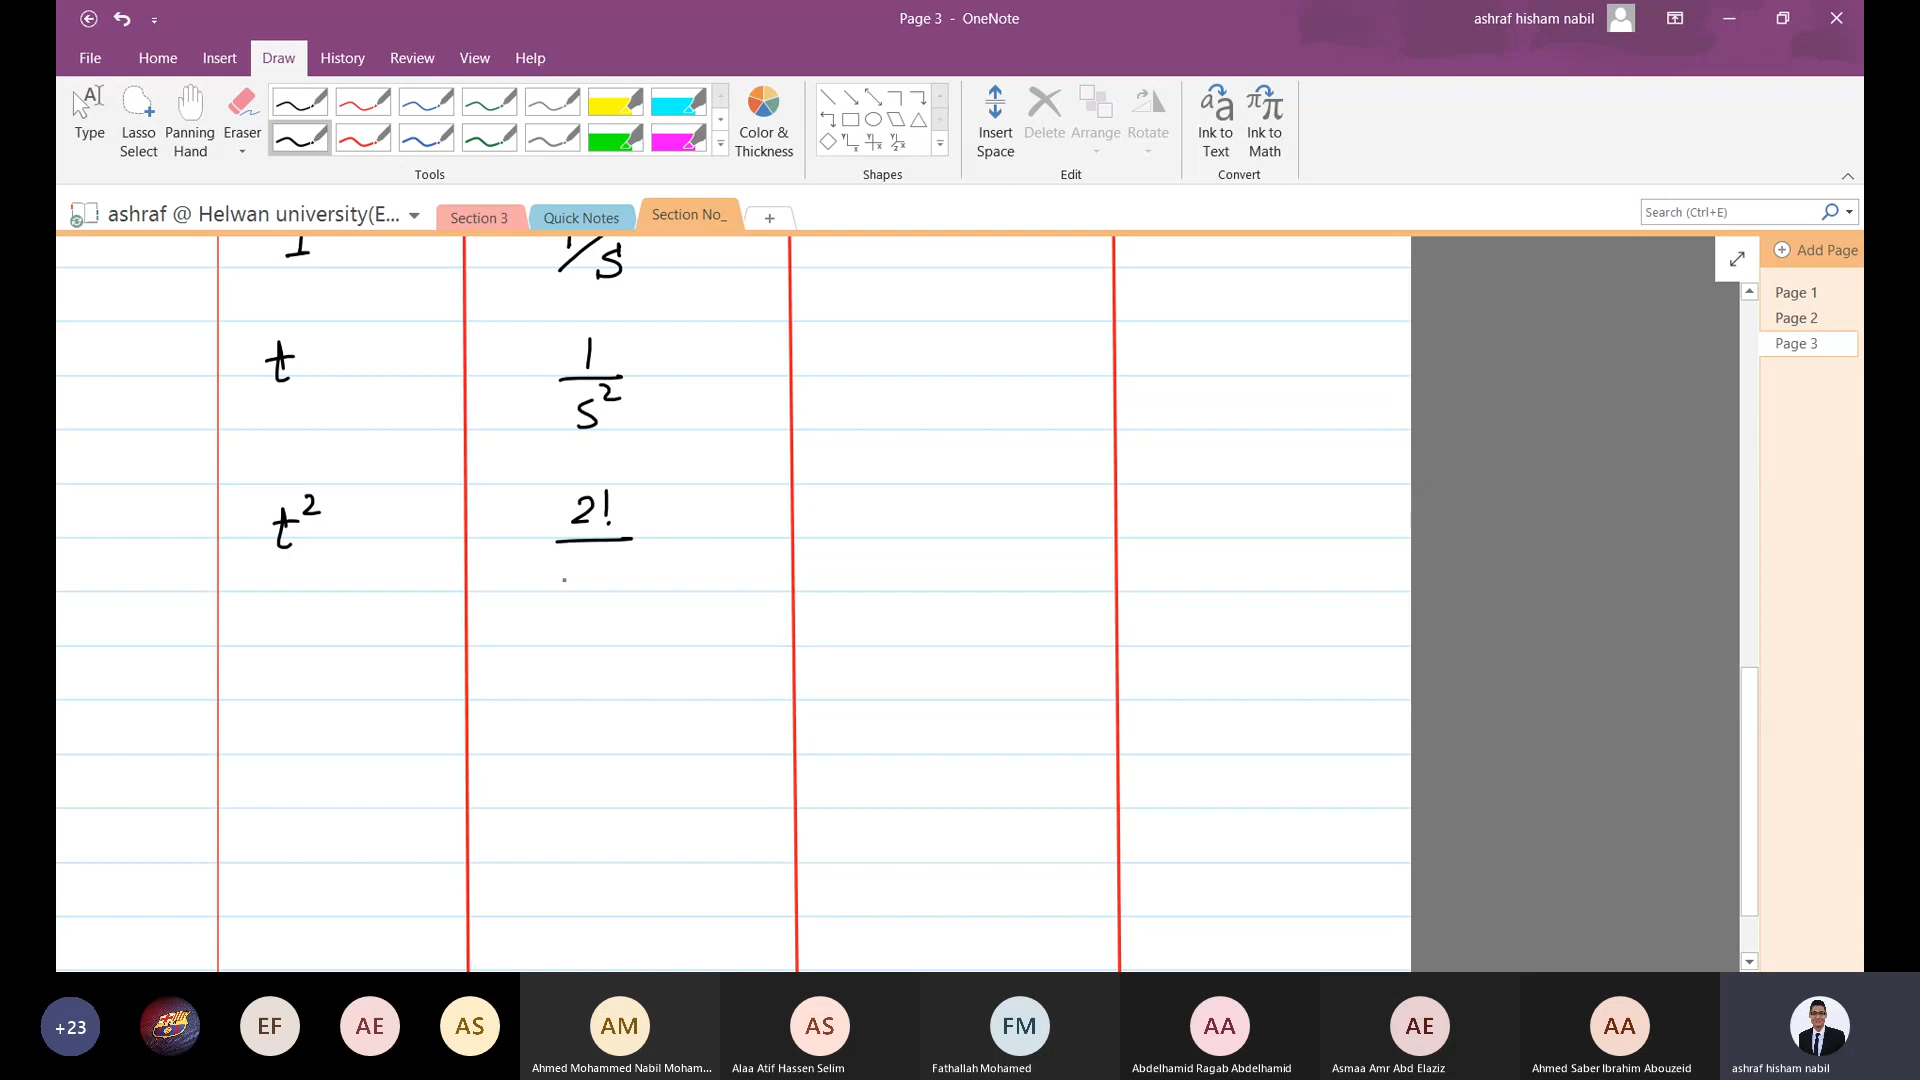 Page 3 - OneNote
ashraf hisham nabil
File Home Insert Draw History Review View Help
Type
Lasso Select
Panning Hand
Eraser
Color & Thickness
Insert Space
Delete
Arrange
Rotate
Ink to Text
Ink to Math
Tools
Shapes
Edit
Convert
ashraf @ Helwan university(E...
Section 3
Quick Notes
Section No_
+
Search (Ctrl+E)
Add Page
Page 1
Page 2
Page 3
1 1/s
t 1/s²
t² 2!
+23
EF
AE
AS
AM
AS
FM
AA
AE
AA
Ahmed Mohammed Nabil Moham...
Alaa Atif Hassen Selim
Fathallah Mohamed
Abdelhamid Ragab Abdelhamid
Asmaa Amr Abd Elaziz
Ahmed Saber Ibrahim Abouzeid
ashraf hisham nabil